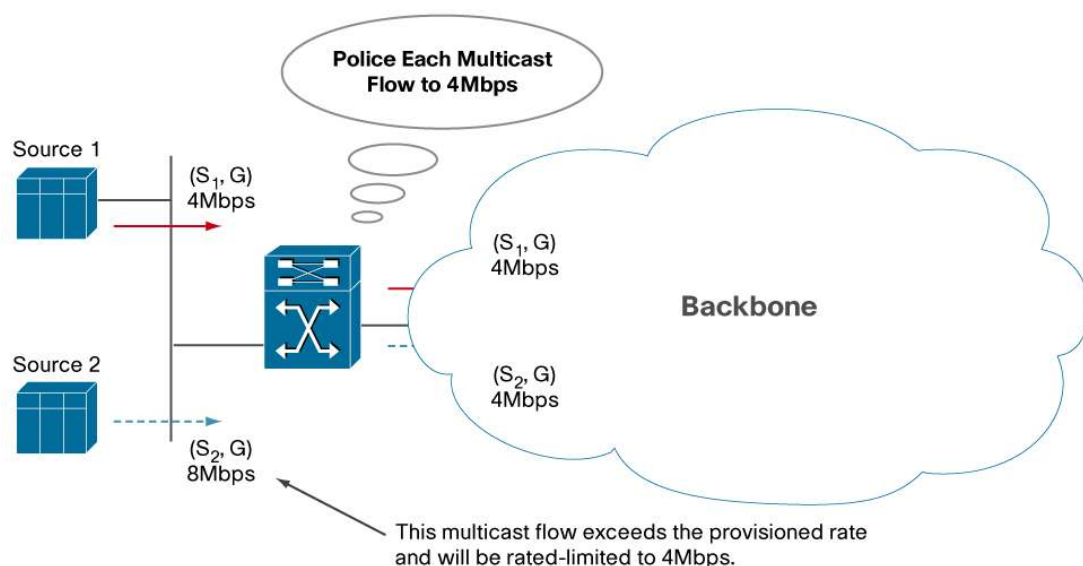 Police Each Multicast
Flow to 4Mbps
Source 1
(S1, G)
4Mbps
(S1, G)
4Mbps
Backbone
Source 2
(S2, G)
4Mbps
(S2, G)
8Mbps
This multicast flow exceeds the provisioned rate
and will be rated-limited to 4Mbps.